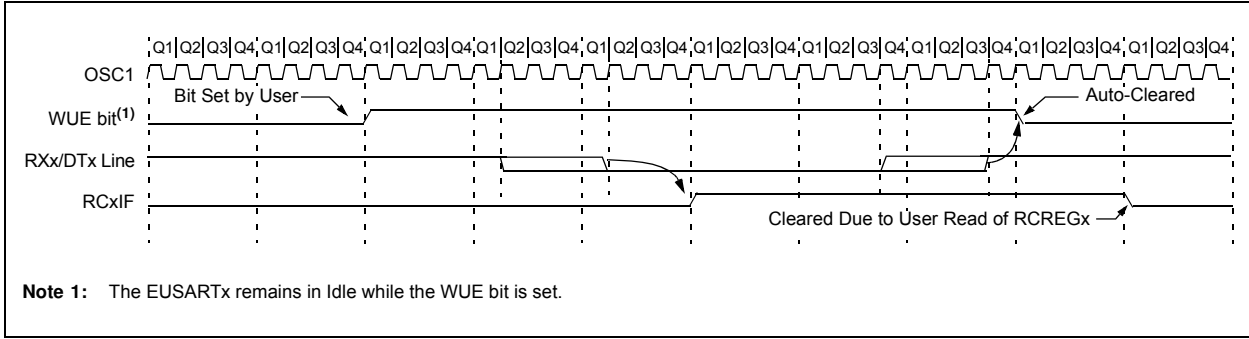 Q1 Q2 Q3 Q4 Q1 Q2 Q3 Q4 Q1 Q2 Q3 Q4 Q1 Q2 Q3 Q4 Q1 Q2 Q3 Q4 Q1 Q2 Q3 Q4 Q1 Q2 Q3 Q4 Q1 Q2 Q3 Q4 Q1 Q2 Q3 Q4 Q1 Q2 Q3 Q4
OSC1
Bit Set by User
Auto-Cleared
WUE bit(1)
RXx/DTx Line
RCxIF
Cleared Due to User Read of RCREGx
Note 1: The EUSARTx remains in Idle while the WUE bit is set.